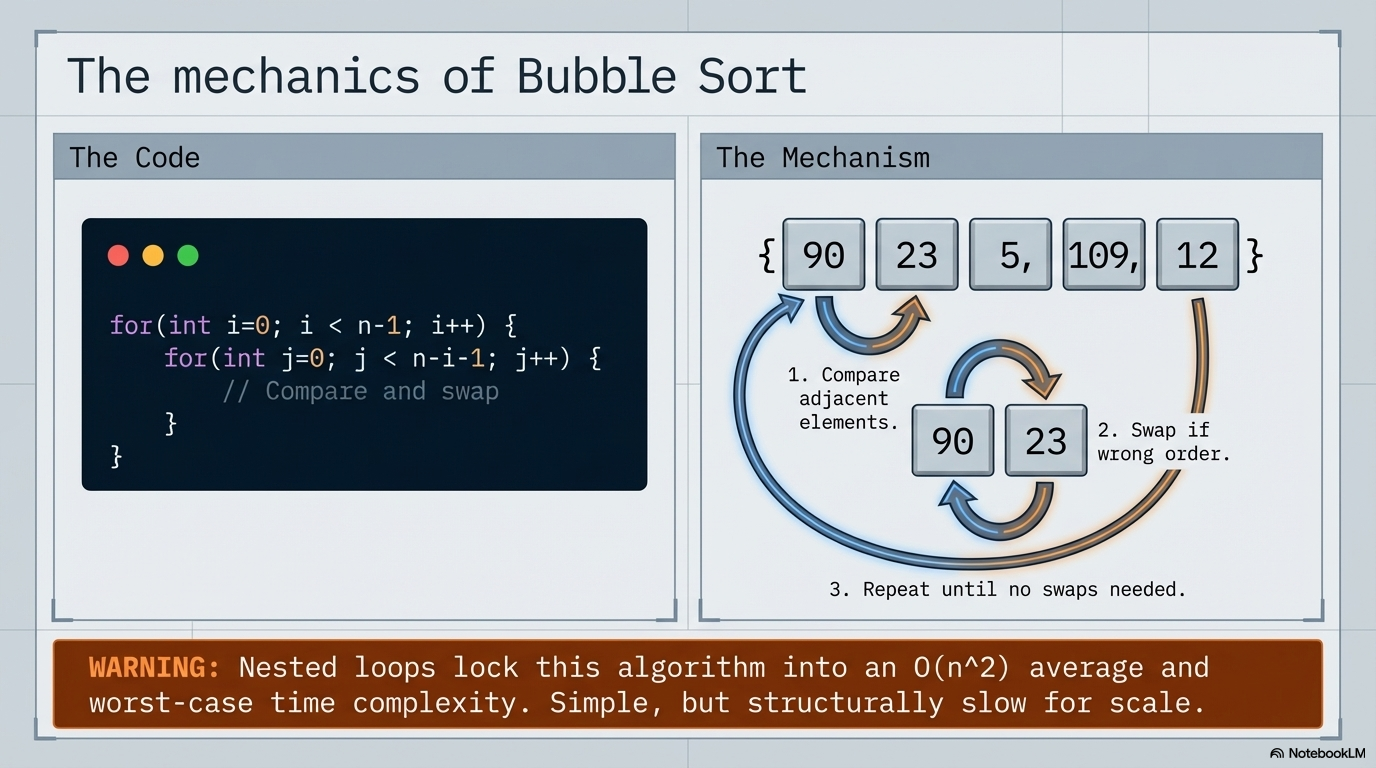 The mechanics of Bubble Sort
The Code
for(int i=0; i < n-1; i++) {
    for(int j=0; j < n-i-1; j++) {
        // Compare and swap
    }
}
The Mechanism
{ 90 23 5, 109, 12 }
1. Compare
adjacent
elements.
90 23
2. Swap if
wrong order.
3. Repeat until no swaps needed.
WARNING: Nested loops lock this algorithm into an O(n^2) average and
worst-case time complexity. Simple, but structurally slow for scale.
NotebookLM